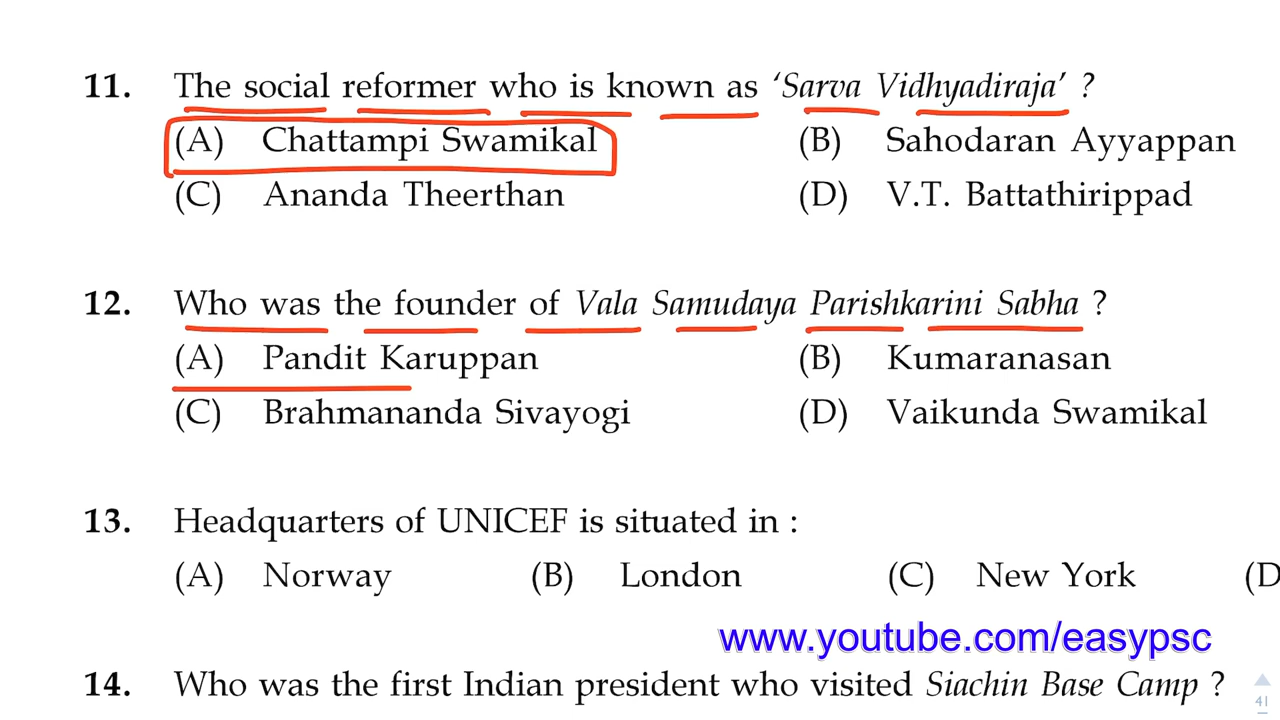 11. The social reformer who is known as ‘Sarva Vidhyadiraja’ ?
(A) Chattampi Swamikal (B) Sahodaran Ayyappan
(C) Ananda Theerthan (D) V.T. Battathirippad
12. Who was the founder of Vala Samudaya Parishkarini Sabha ?
(A) Pandit Karuppan (B) Kumaranasan
(C) Brahmananda Sivayogi (D) Vaikunda Swamikal
13. Headquarters of UNICEF is situated in :
(A) Norway (B) London (C) New York (D
www.youtube.com/easypsc
14. Who was the first Indian president who visited Siachin Base Camp ?
41